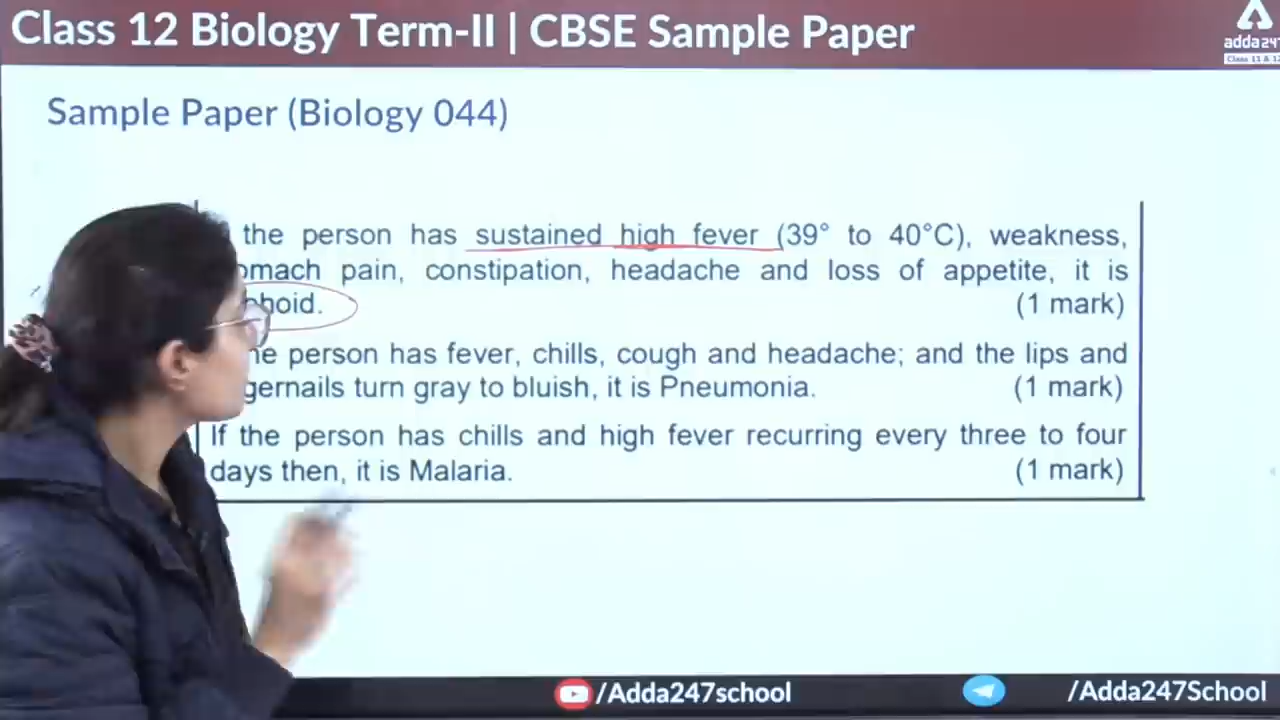 Class 12 Biology Term-II | CBSE Sample Paper
adda247
Class 11 & 12
Sample Paper (Biology 044)
the person has sustained high fever (39° to 40°C), weakness,
pain, constipation, headache and loss of appetite, it is
(1 mark)
person has fever, chills, cough and headache; and the lips and
turn gray to bluish, it is Pneumonia. (1 mark)
If the person has chills and high fever recurring every three to four
days then, it is Malaria. (1 mark)
/Adda247school
/Adda247School